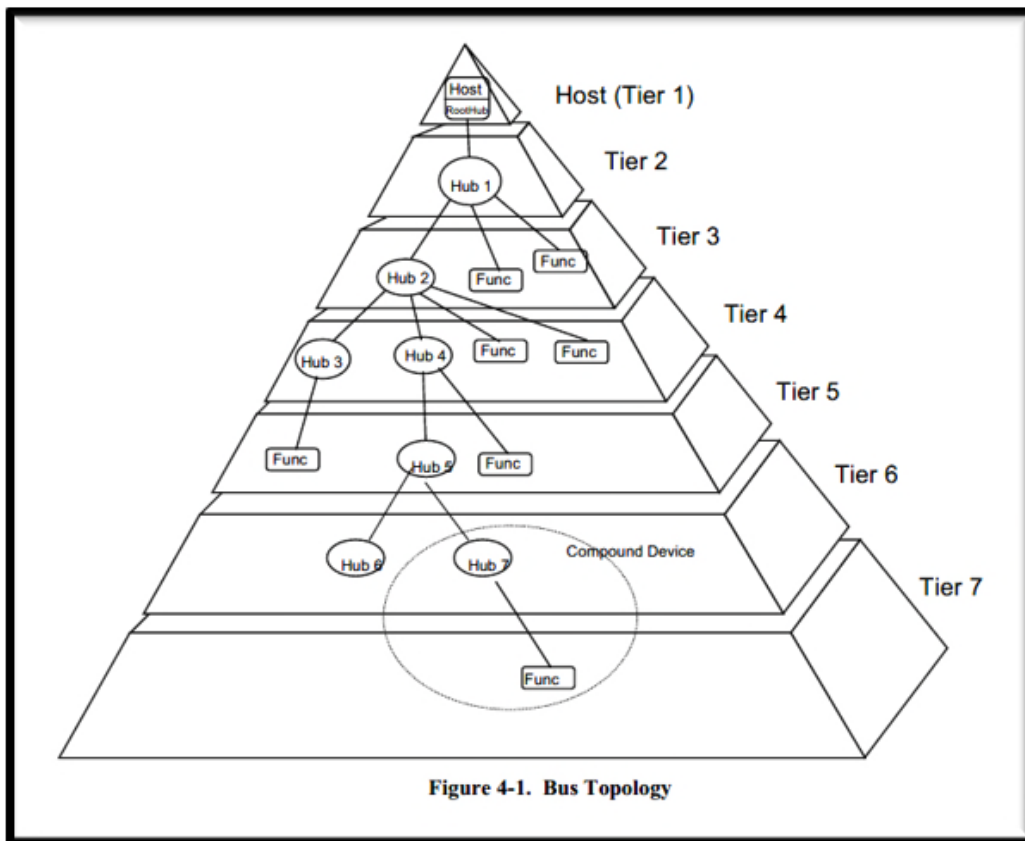 Host
RootHub
Host (Tier 1)
Tier 2
Hub 1
Tier 3
Func
Hub 2
Func
Tier 4
Hub 3
Hub 4
Func
Func
Tier 5
Func
Hub 5
Func
Tier 6
Hub 6
Hub 7
Compound Device
Tier 7
Func
Figure 4-1. Bus Topology